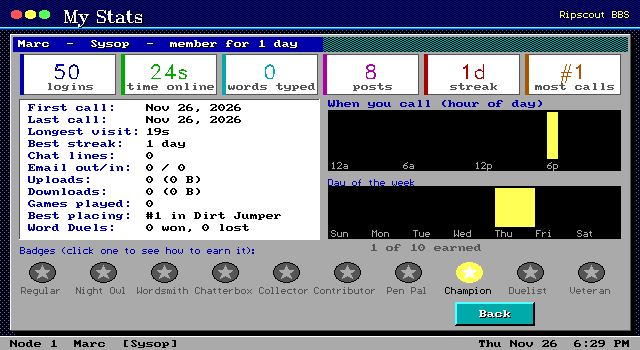 My Stats
Ripscout BBS
Marc - Sysop - member for 1 day
50 24s 0 8 1d #1
logins time online words typed posts streak most calls
First call: Nov 26, 2026
Last call: Nov 26, 2026
Longest visit: 19s
Best streak: 1 day
Chat lines: 0
Email out/in: 0 / 0
Uploads: 0 (0 B)
Downloads: 0 (0 B)
Games played: 0
Best placing: #1 in Dirt Jumper
Word Duels: 0 won, 0 lost
When you call (hour of day)
12a 6a 12p 6p
Day of the week
Sun Mon Tue Wed Thu Fri Sat
Badges (click one to see how to earn it):
1 of 10 earned
Regular Night Owl Wordsmith Chatterbox Collector Contributor Pen Pal Champion Duelist Veteran
Back
Node 1 Marc [Sysop] Thu Nov 26 6:29 PM